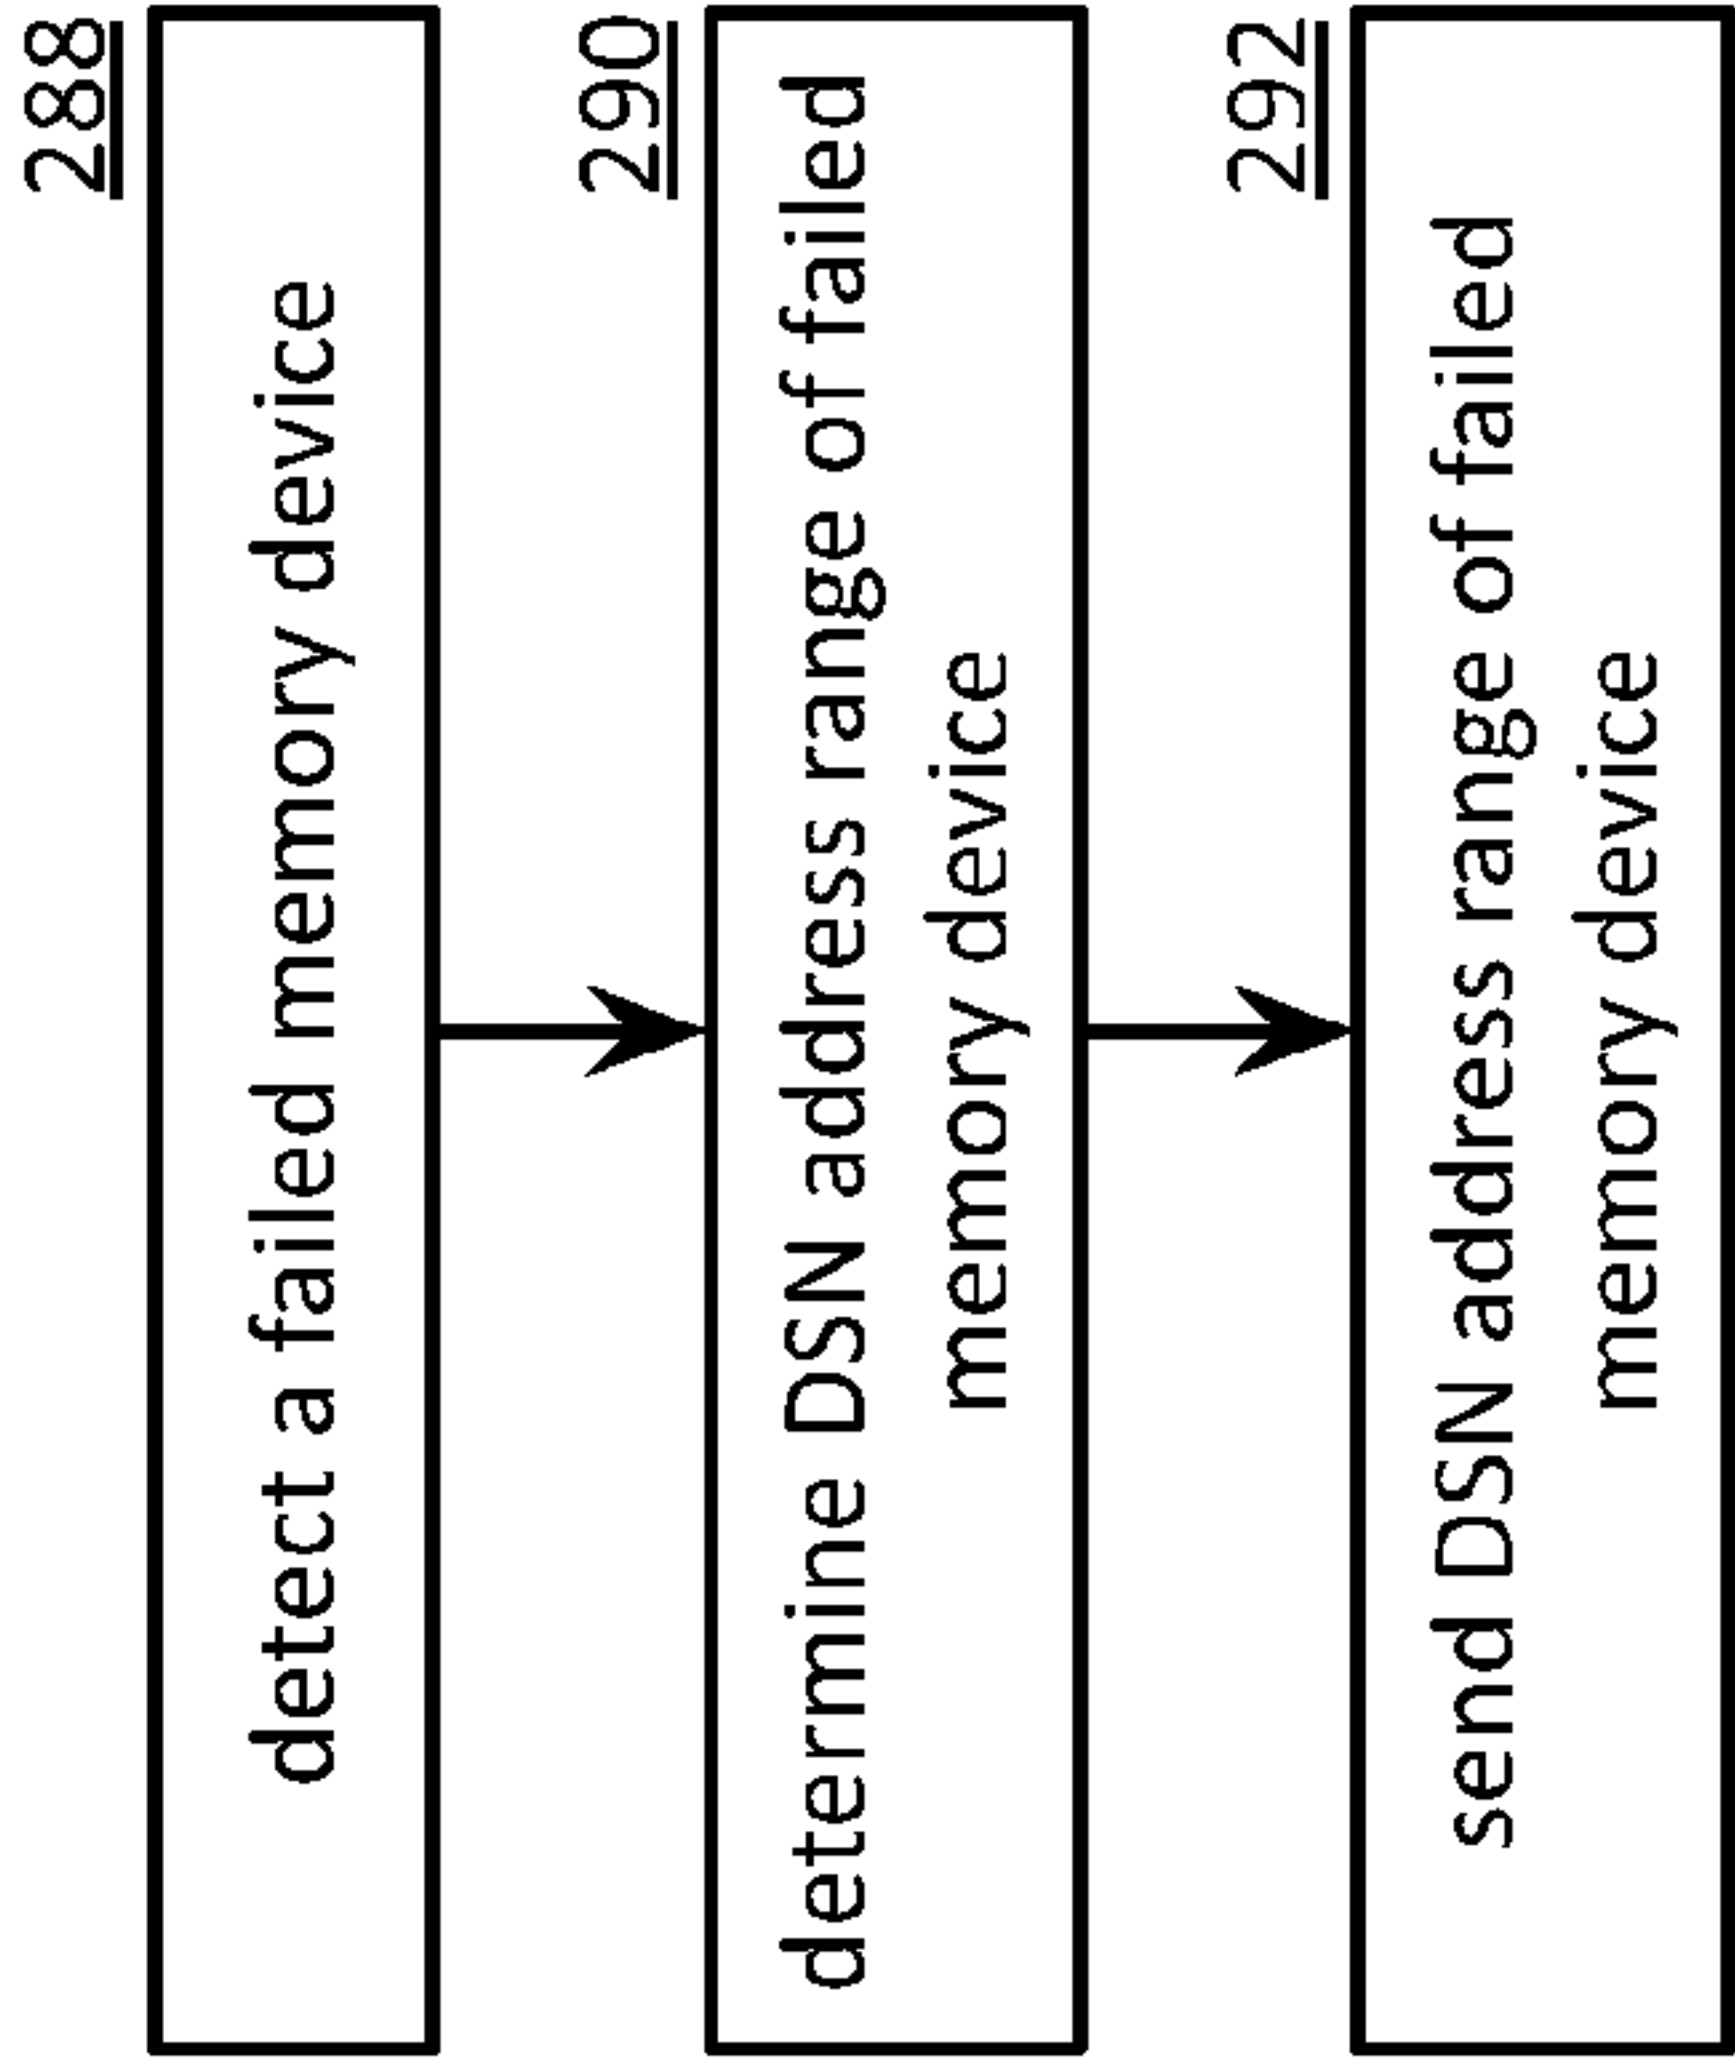 288
detect a failed memory device
290
determine DSN address range of failed
memory device
292
send DSN address range of failed
memory device